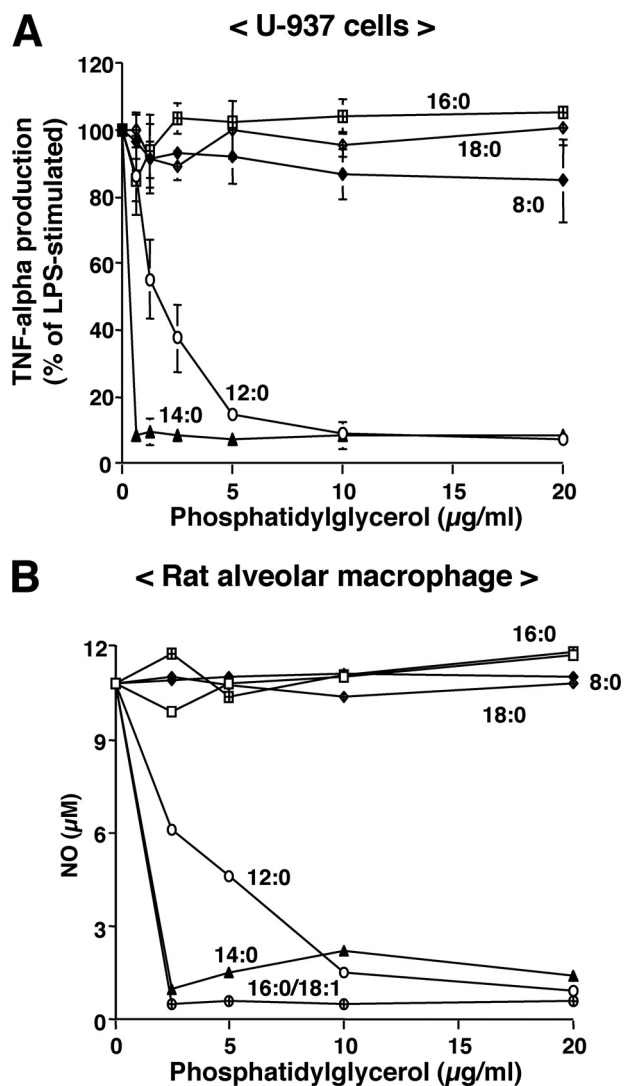 A
< U-937 cells >
TNF-alpha production
(% of LPS-stimulated)
120
100
80
60
40
20
0
16:0
18:0
8:0
12:0
14:0
0 5 10 15 20
Phosphatidylglycerol (µg/ml)
B
< Rat alveolar macrophage >
NO (µM)
12
9
6
3
0
16:0
8:0
18:0
12:0
14:0
16:0/18:1
0 5 10 15 20
Phosphatidylglycerol (µg/ml)